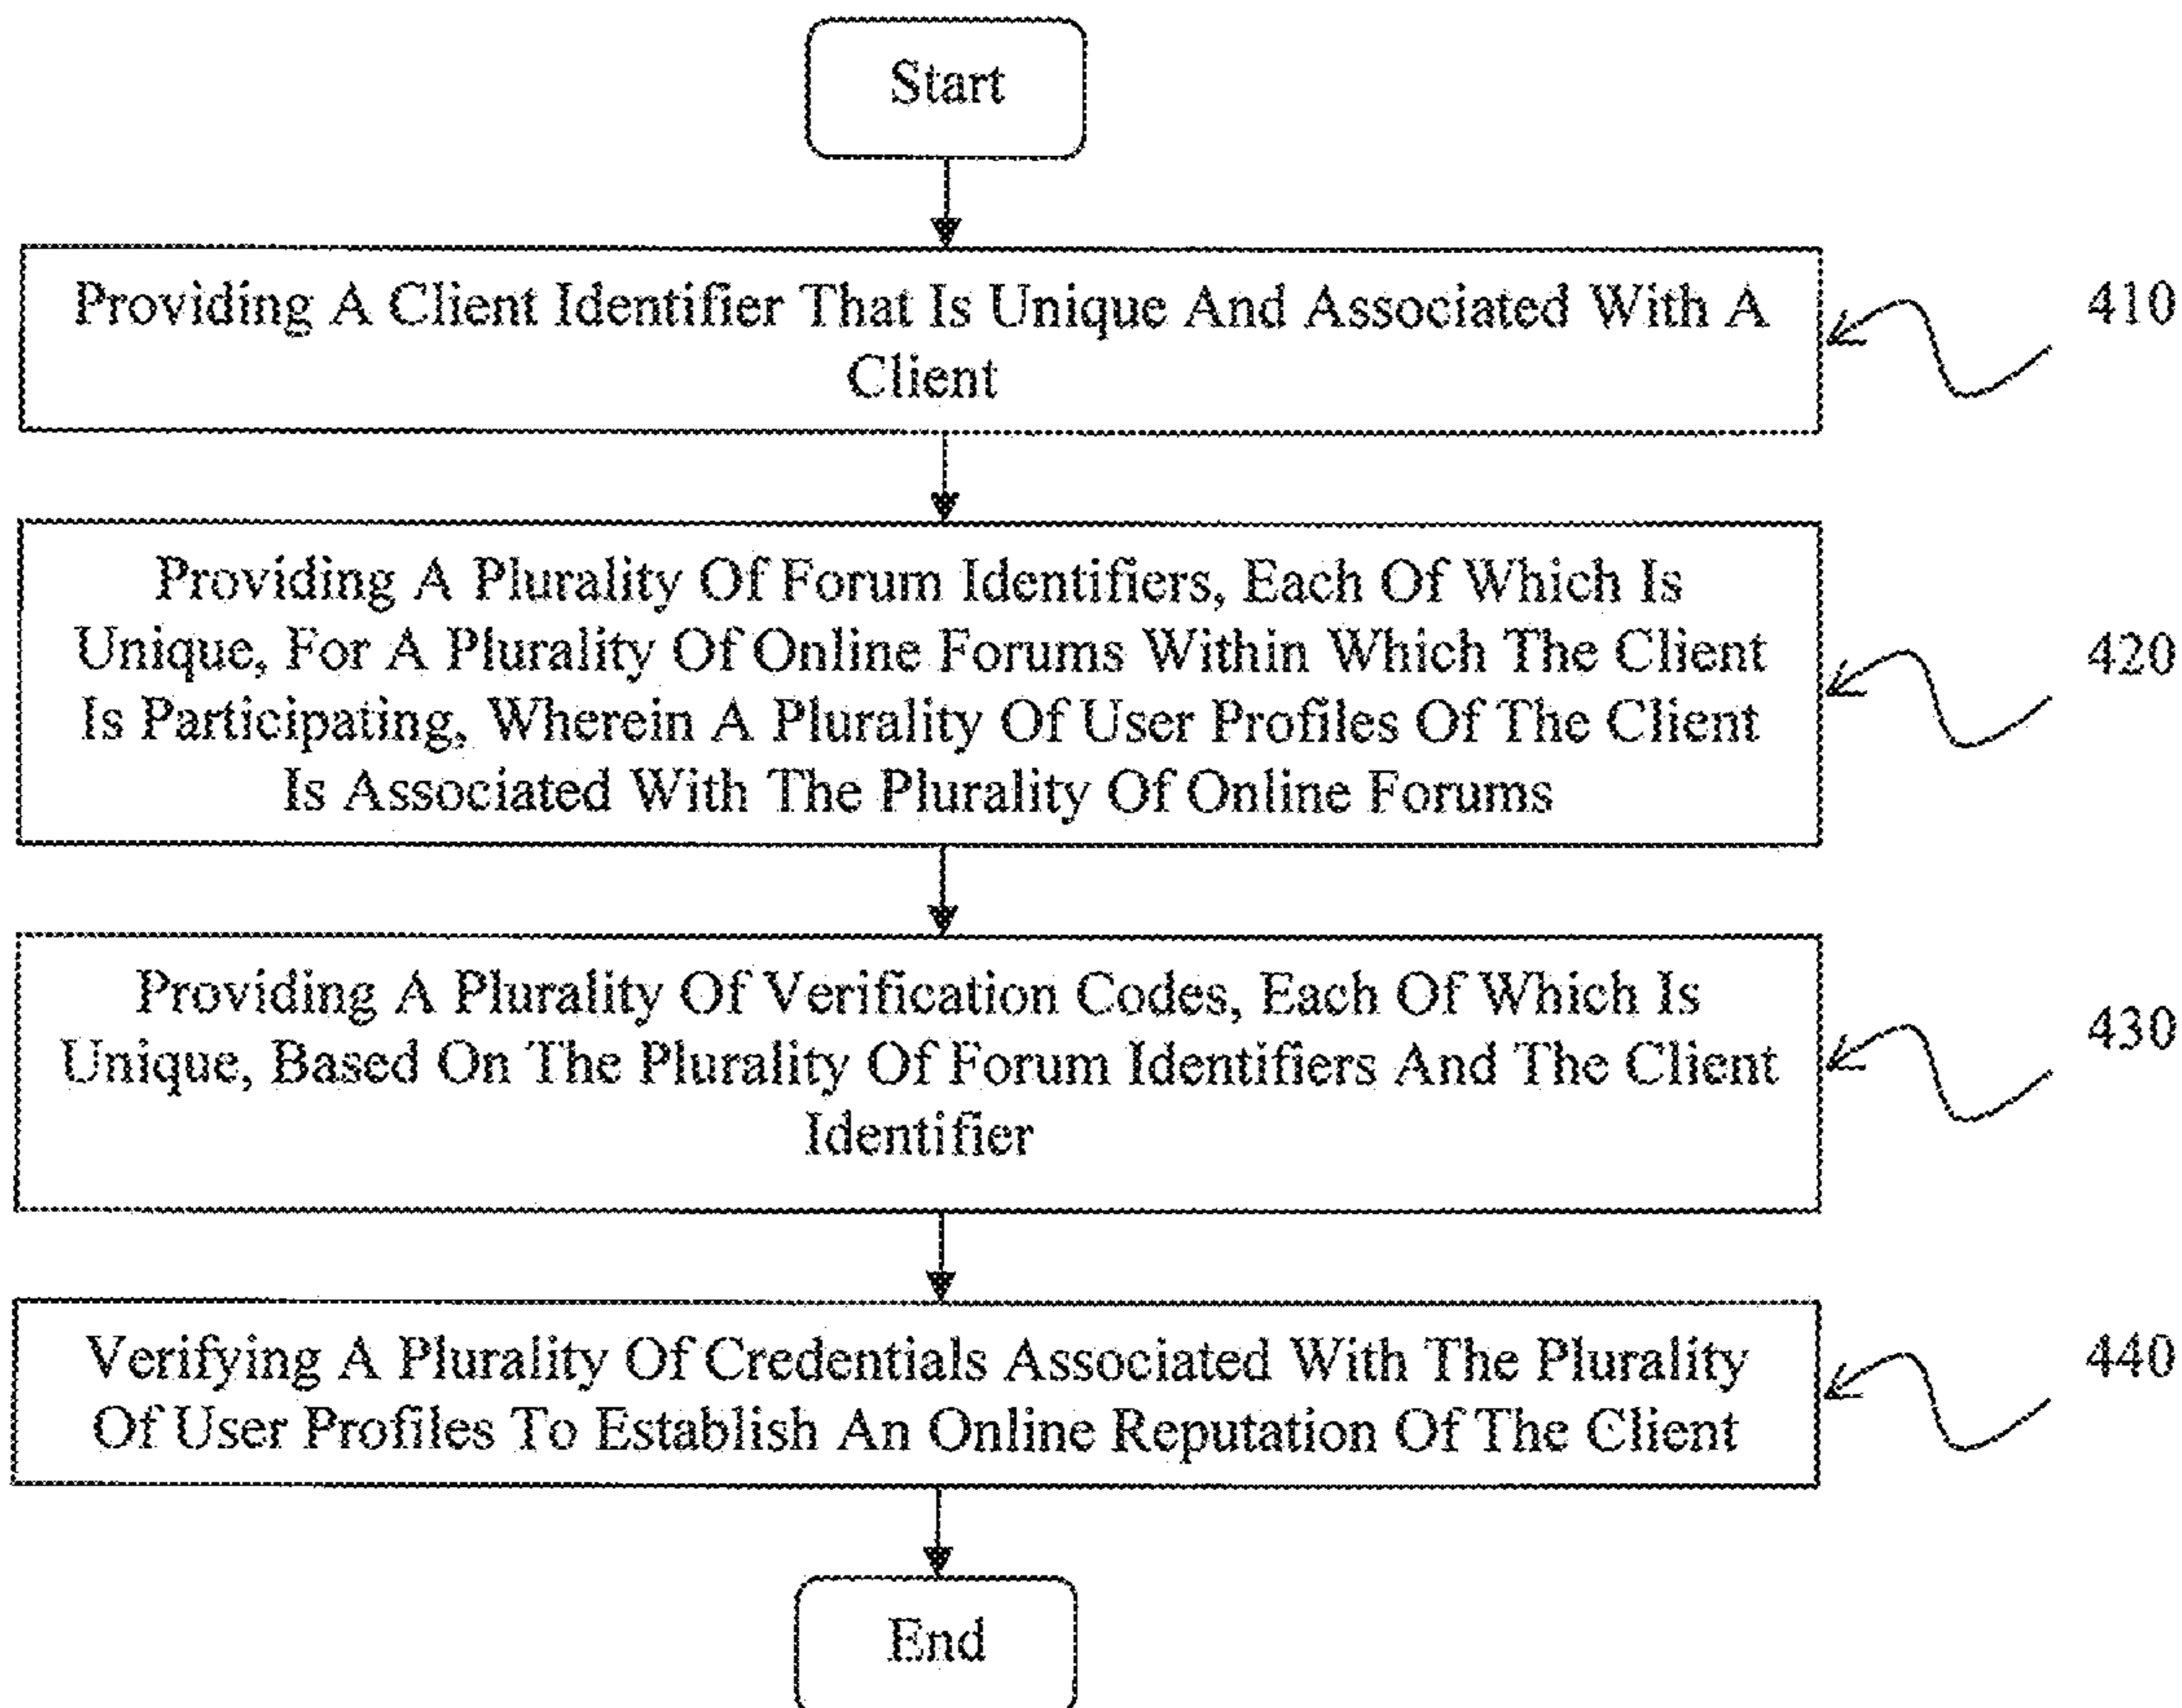 Start
Providing A Client Identifier That Is Unique And Associated With A
Client
410
Providing A Plurality Of Forum Identifiers, Each Of Which Is
Unique, For A Plurality Of Online Forums Within Which The Client
Is Participating, Wherein A Plurality Of User Profiles Of The Client
Is Associated With The Plurality Of Online Forums
420
Providing A Plurality Of Verification Codes, Each Of Which Is
Unique, Based On The Plurality Of Forum Identifiers And The Client
Identifier
430
Verifying A Plurality Of Credentials Associated With The Plurality
Of User Profiles To Establish An Online Reputation Of The Client
440
End